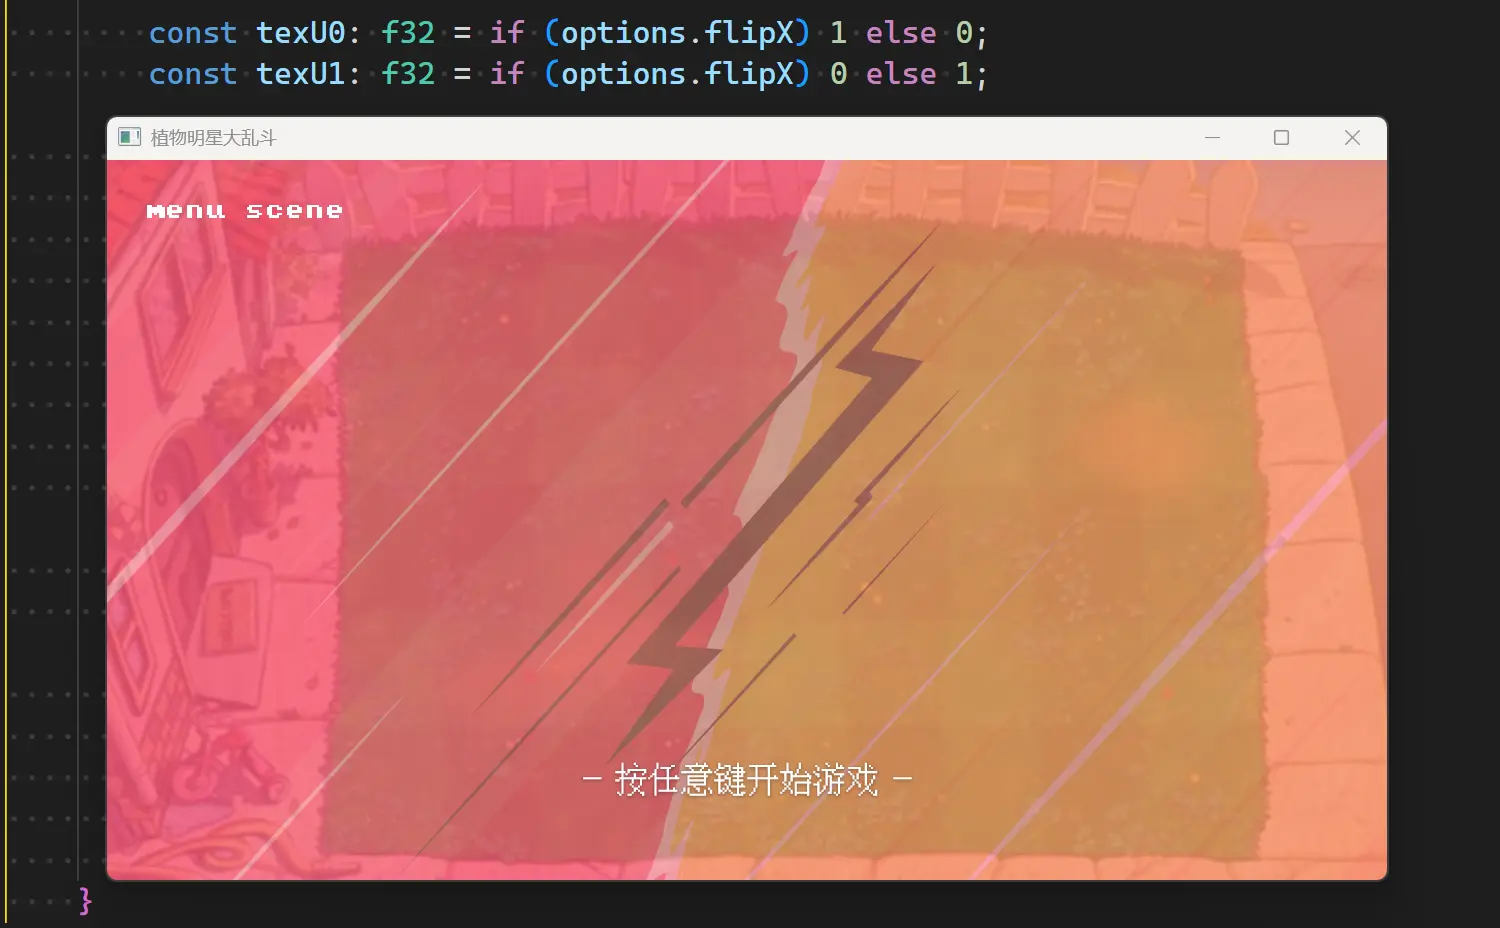 const texU0: f32 = if (options.flipX) 1 else 0;
const texU1: f32 = if (options.flipX) 0 else 1;
植物明星大乱斗
menu scene
- 按任意键开始游戏 -
}